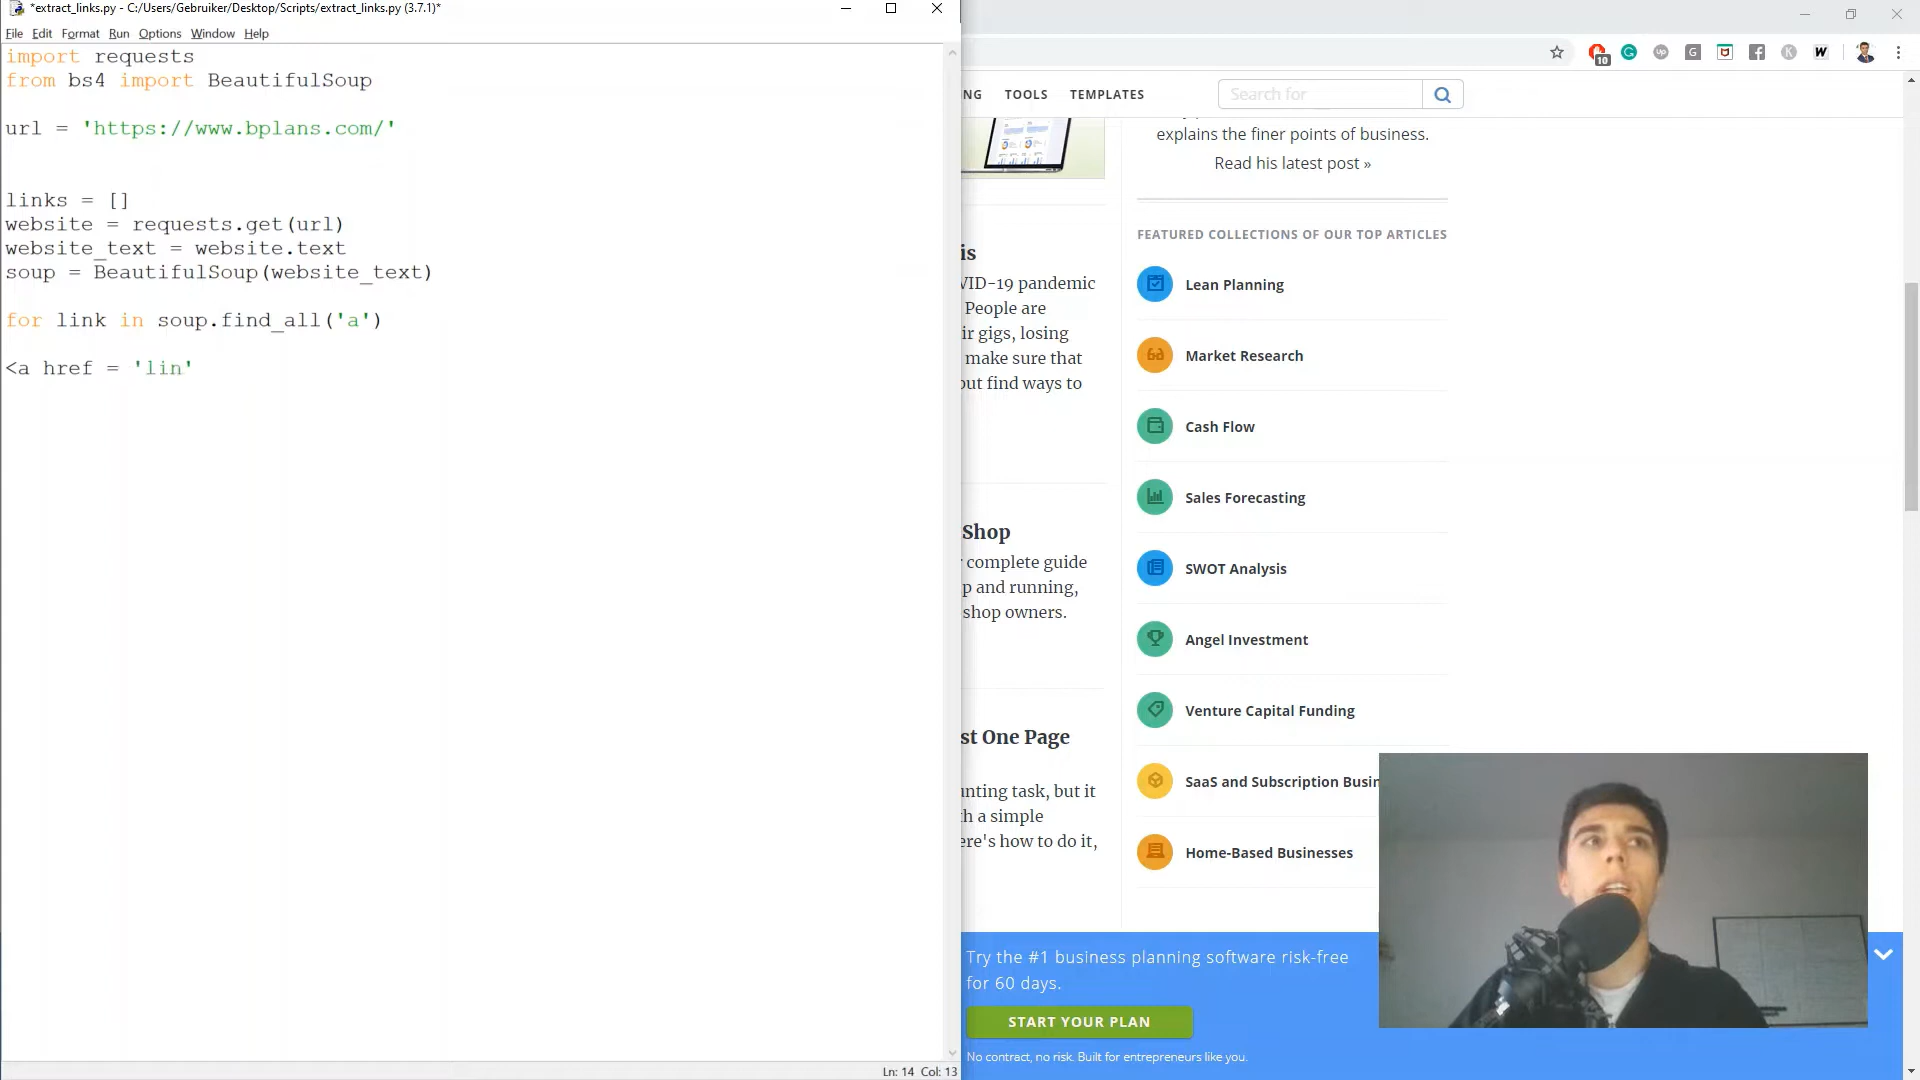 *extract_links.py - C:/Users/Gebruiker/Desktop/Scripts/extract_links.py (3.7.1)*
File Edit Format Run Options Window Help
import requests
from bs4 import BeautifulSoup
url = 'https://www.bplans.com/'
links = []
website = requests.get(url)
website_text = website.text
soup = BeautifulSoup(website_text)
for link in soup.find_all('a')
<a href = 'lin'
Ln: 14 Col: 13
10
NG TOOLS TEMPLATES
Search for
explains the finer points of business.
Read his latest post »
FEATURED COLLECTIONS OF OUR TOP ARTICLES
Lean Planning
Market Research
Cash Flow
Sales Forecasting
SWOT Analysis
Angel Investment
Venture Capital Funding
SaaS and Subscription Busin
Home-Based Businesses
is
VID-19 pandemic
People are
ir gigs, losing
make sure that
out find ways to
Shop
complete guide
p and running,
shop owners.
st One Page
unting task, but it
th a simple
ere's how to do it,
Try the #1 business planning software risk-free
for 60 days.
START YOUR PLAN
No contract, no risk. Built for entrepreneurs like you.